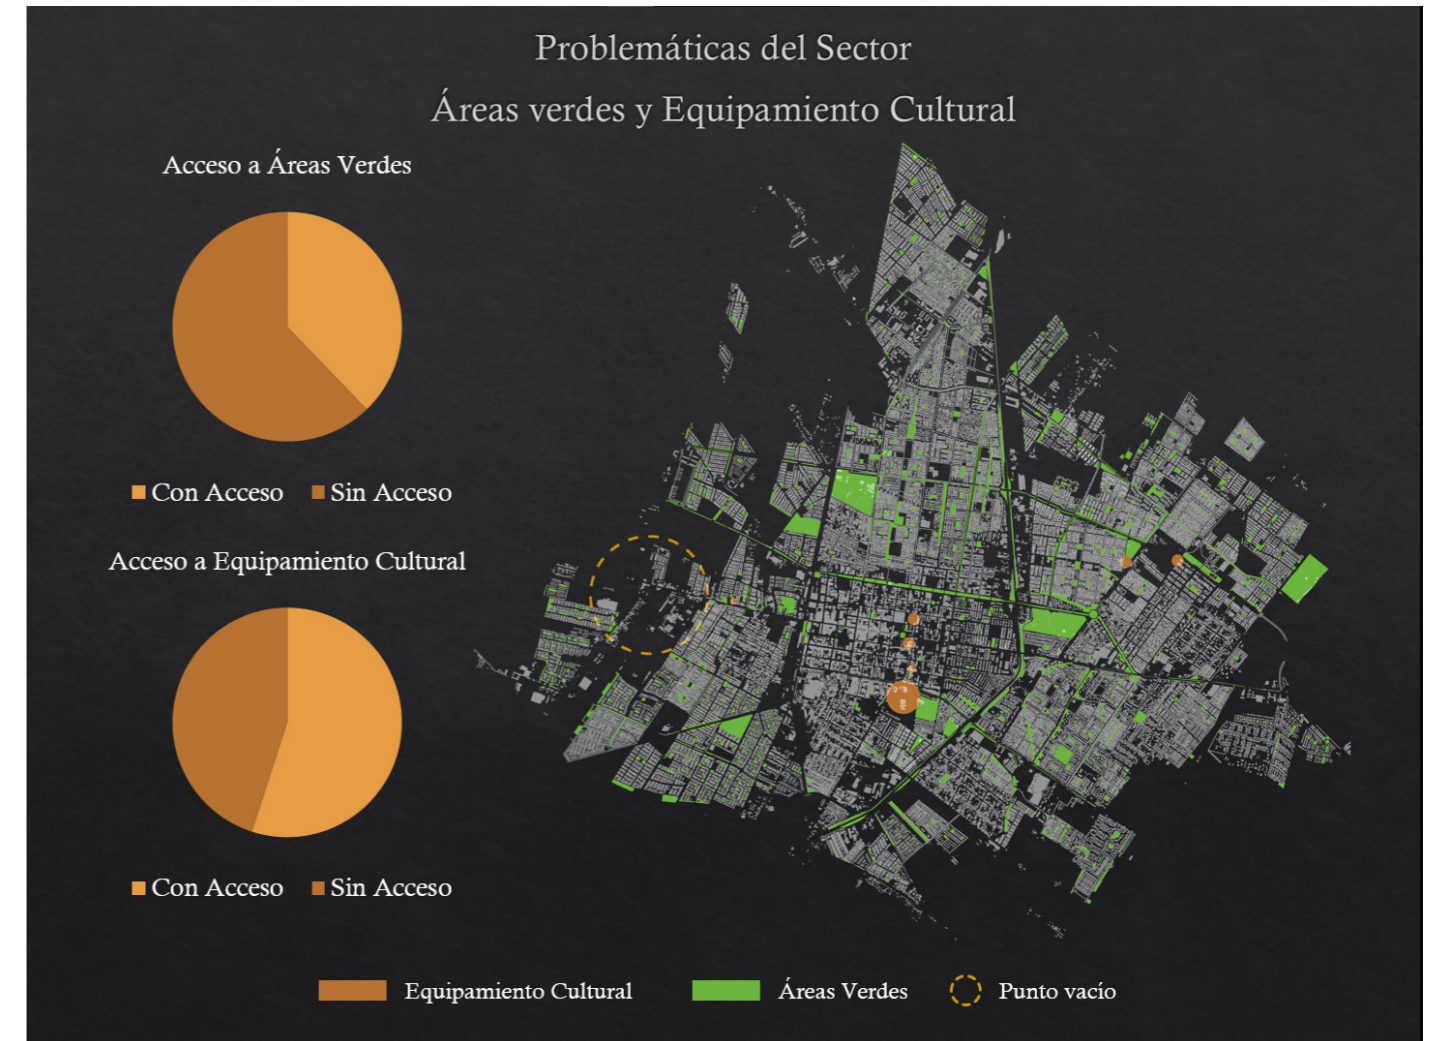 Problemáticas del Sector
Áreas verdes y Equipamiento Cultural
Acceso a Áreas Verdes
Con Acceso Sin Acceso
Acceso a Equipamiento Cultural
Con Acceso Sin Acceso
Equipamiento Cultural Áreas Verdes Punto vacío